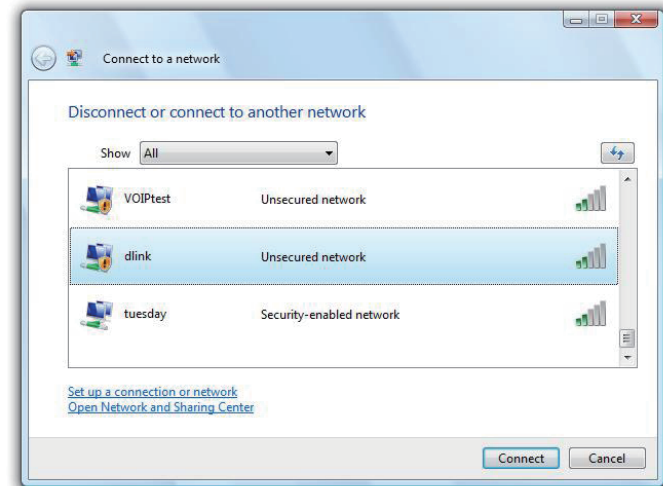 Connect to a network
Disconnect or connect to another network
Show All
VOIPtest Unsecured network
dlink Unsecured network
tuesday Security-enabled network
Set up a connection or network
Open Network and Sharing Center
Connect Cancel